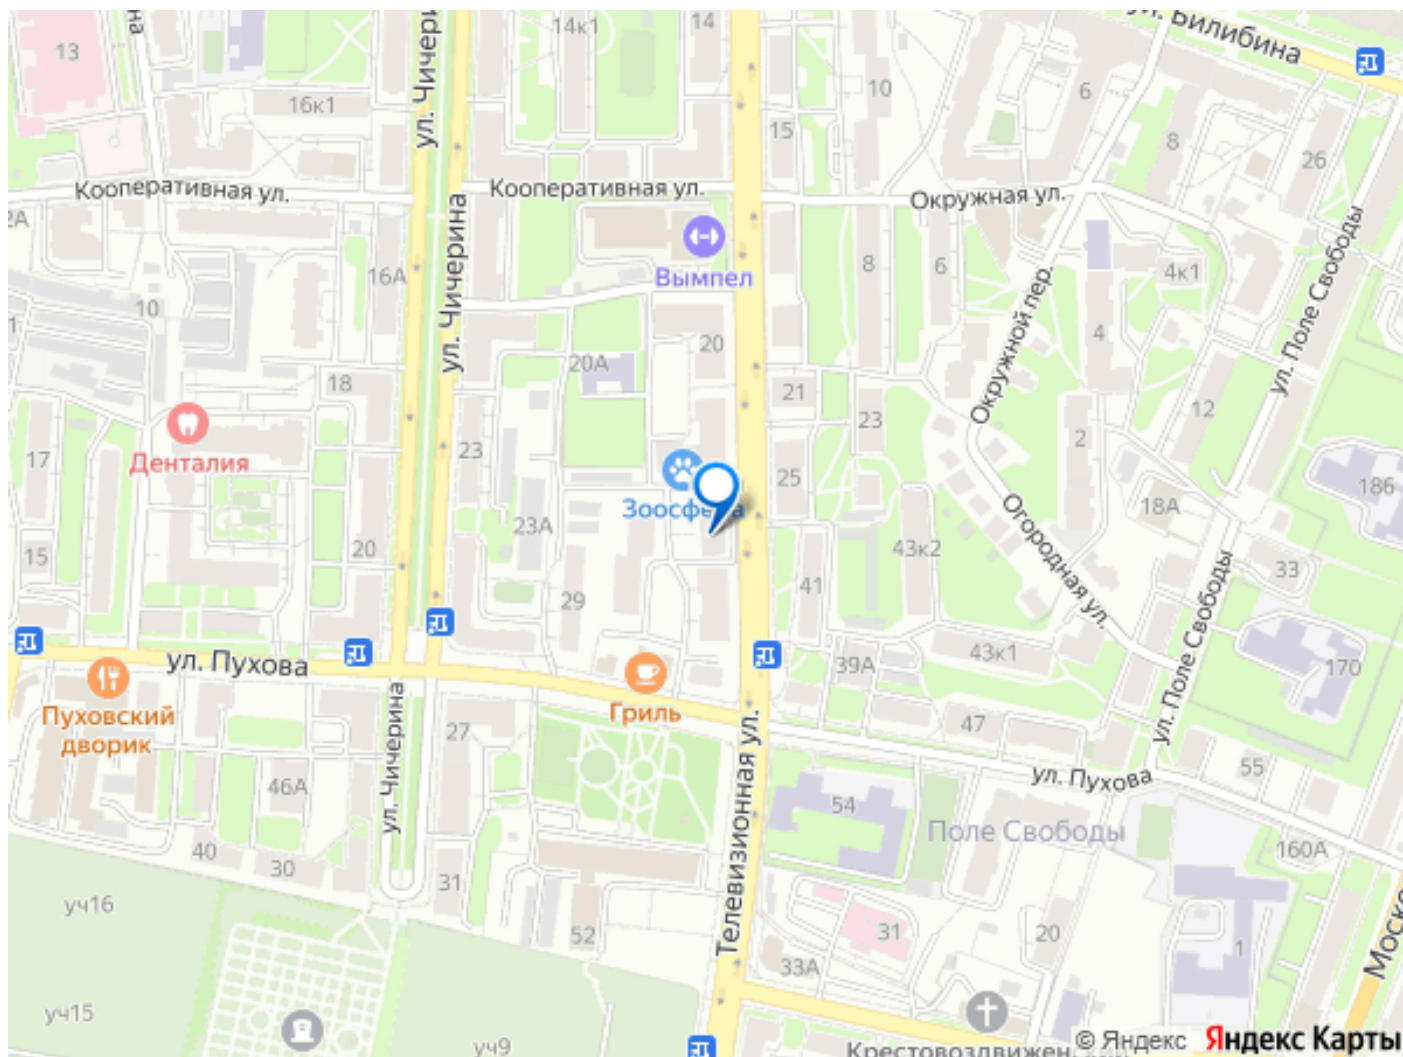 14к1
14
ул. Билибина
13
ул. Чичерина
16к1
10
6
15
8
26
Кооперативная ул.
Кооперативная ул.
Окружная ул.
2А
ул. Чичерина
16А
Вымпел
8
6
4к1
ул. Поле Свободы
10
20
4
Окружной пер.
20А
18
21
12
23
2
Денталия
17
23
25
186
Зоосфера
18А
23А
Огородная ул.
15
20
43к2
33
41
29
ул. Поле Свободы
ул. Пухова
39А
43к1
170
Пуховский
дворик
Гриль
27
47
ул. Чичерина
Телевизионная ул.
ул. Пухова
55
46А
54
Поле Свободы
40
30
31
160А
уч16
52
31
20
1
33А
уч15
уч9
© Яндекс Яндекс Карты